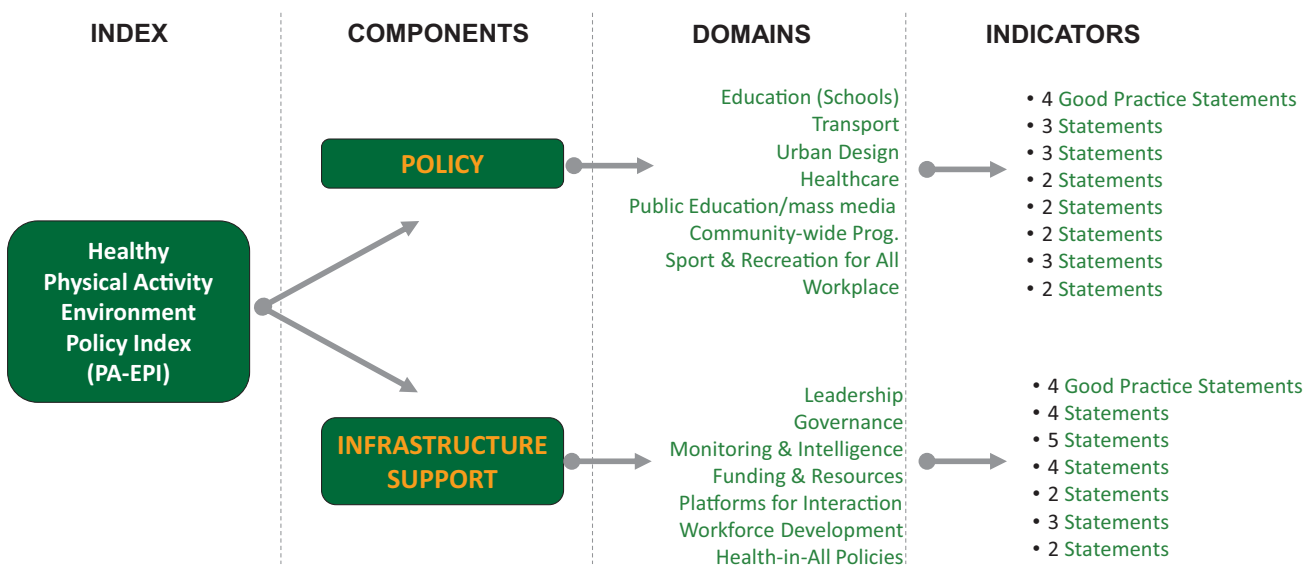 INDEX
COMPONENTS
DOMAINS
INDICATORS
Healthy
Physical Activity
Environment
Policy Index
(PA-EPI)
POLICY
Education (Schools)
Transport
Urban Design
Healthcare
Public Education/mass media
Community-wide Prog.
Sport & Recreation for All
Workplace
• 4 Good Practice Statements
• 3 Statements
• 3 Statements
• 2 Statements
• 2 Statements
• 2 Statements
• 3 Statements
• 2 Statements
INFRASTRUCTURE
SUPPORT
Leadership
Governance
Monitoring & Intelligence
Funding & Resources
Platforms for Interaction
Workforce Development
Health-in-All Policies
• 4 Good Practice Statements
• 4 Statements
• 5 Statements
• 4 Statements
• 2 Statements
• 3 Statements
• 2 Statements